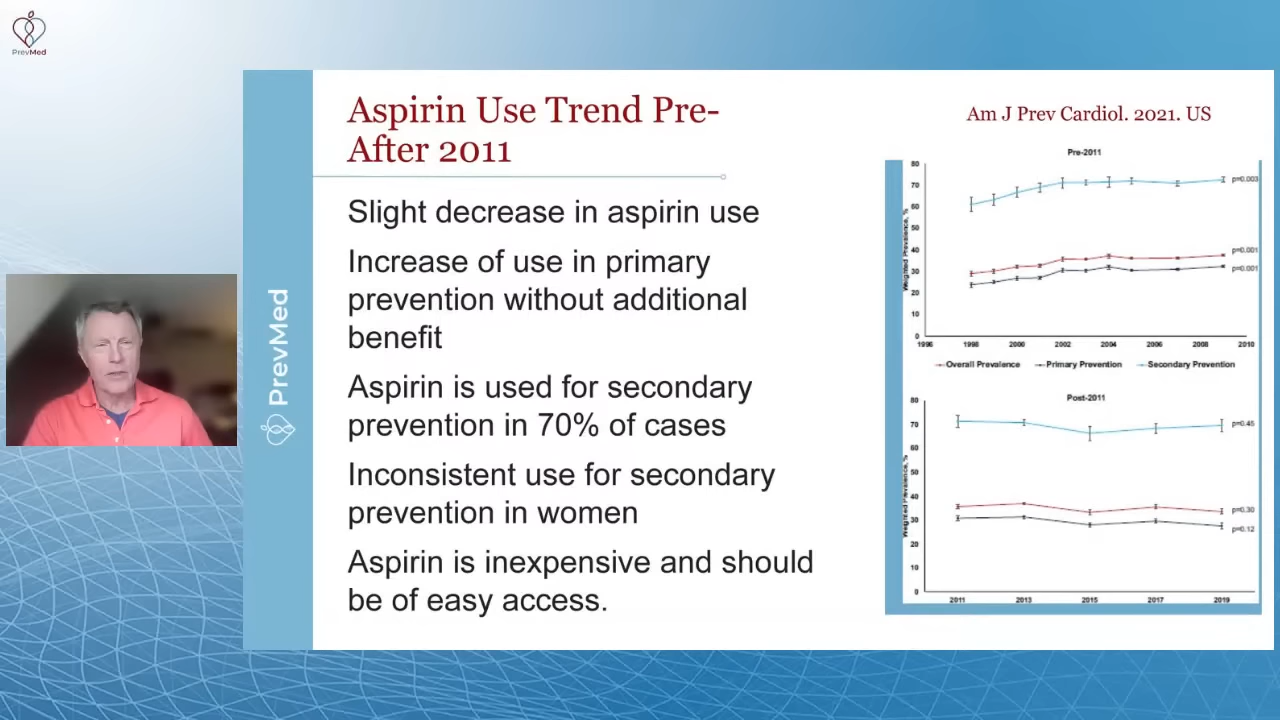 PrevMed
PrevMed
Aspirin Use Trend Pre-
After 2011
Slight decrease in aspirin use
Increase of use in primary
prevention without additional
benefit
Aspirin is used for secondary
prevention in 70% of cases
Inconsistent use for secondary
prevention in women
Aspirin is inexpensive and should
be of easy access.
Am J Prev Cardiol. 2021. US
Pre-2011
Weighted Prevalence, %
80
70
60
50
40
30
20
10
0
p=0.003
p=0.001
p=0.001
1996 1998 2000 2002 2004 2006 2008 2010
Overall Prevalence Primary Prevention Secondary Prevention
Post-2011
Weighted Prevalence, %
80
70
60
50
40
30
20
10
0
p=0.45
p=0.30
p=0.12
2011 2013 2015 2017 2019